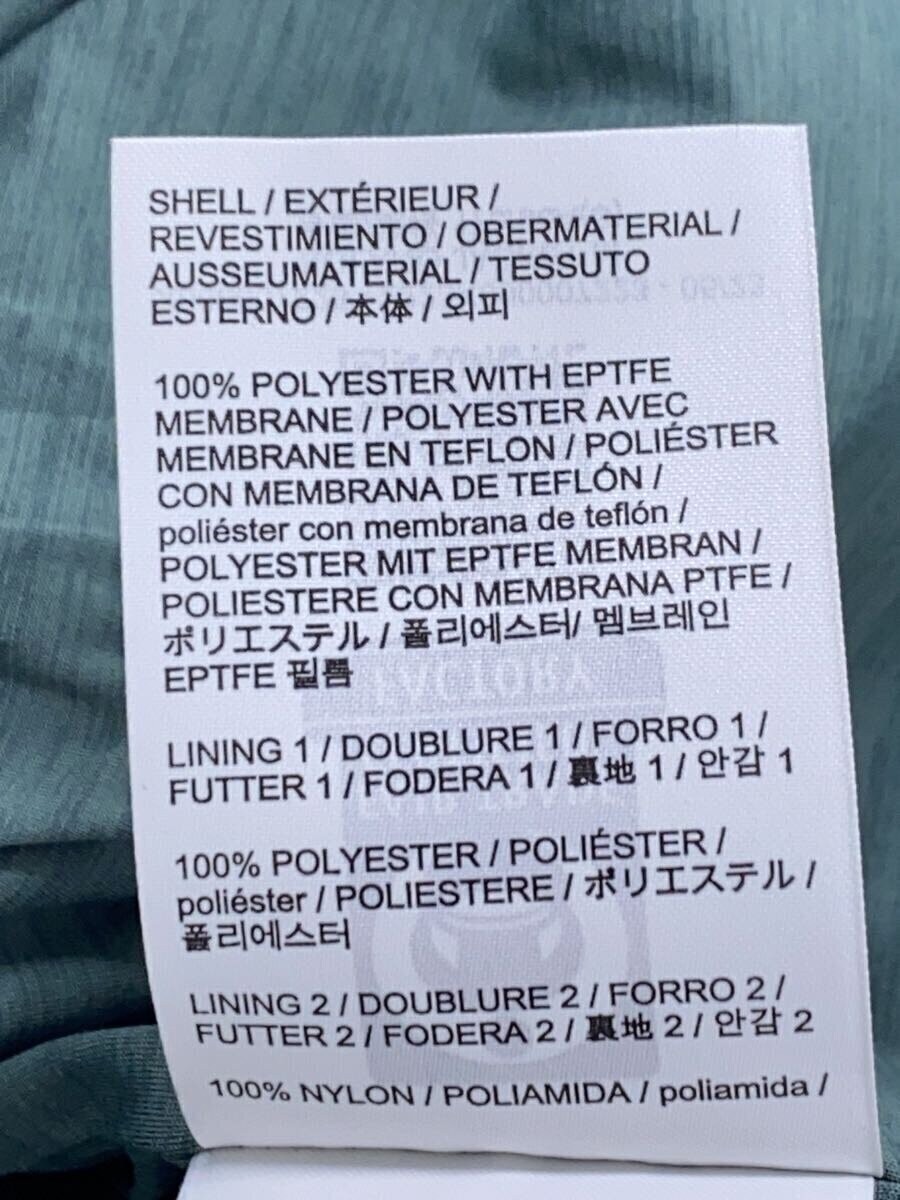 SHELL / EXTÉRIEUR /
REVESTIMIENTO / OBERMATERIAL /
AUSSEUMATERIAL / TESSUTO
ESTERNO / 本体 / 외피
100% POLYESTER WITH EPTFE
MEMBRANE / POLYESTER AVEC
MEMBRANE EN TEFLON / POLIÉSTER
CON MEMBRANA DE TEFLÓN /
poliéster con membrana de teflón /
POLYESTER MIT EPTFE MEMBRAN /
POLIESTERE CON MEMBRANA PTFE /
ポリエステル / 폴리에스터/ 멤브레인
EPTFE 필름
LINING 1 / DOUBLURE 1 / FORRO 1 /
FUTTER 1 / FODERA 1 / 裏地 1 / 안감 1
100% POLYESTER / POLIÉSTER /
poliéster / POLIESTERE / ポリエステル /
폴리에스터
LINING 2 / DOUBLURE 2 / FORRO 2 /
FUTTER 2 / FODERA 2 / 裏地 2 / 안감 2
100% NYLON / POLIAMIDA / poliamida /